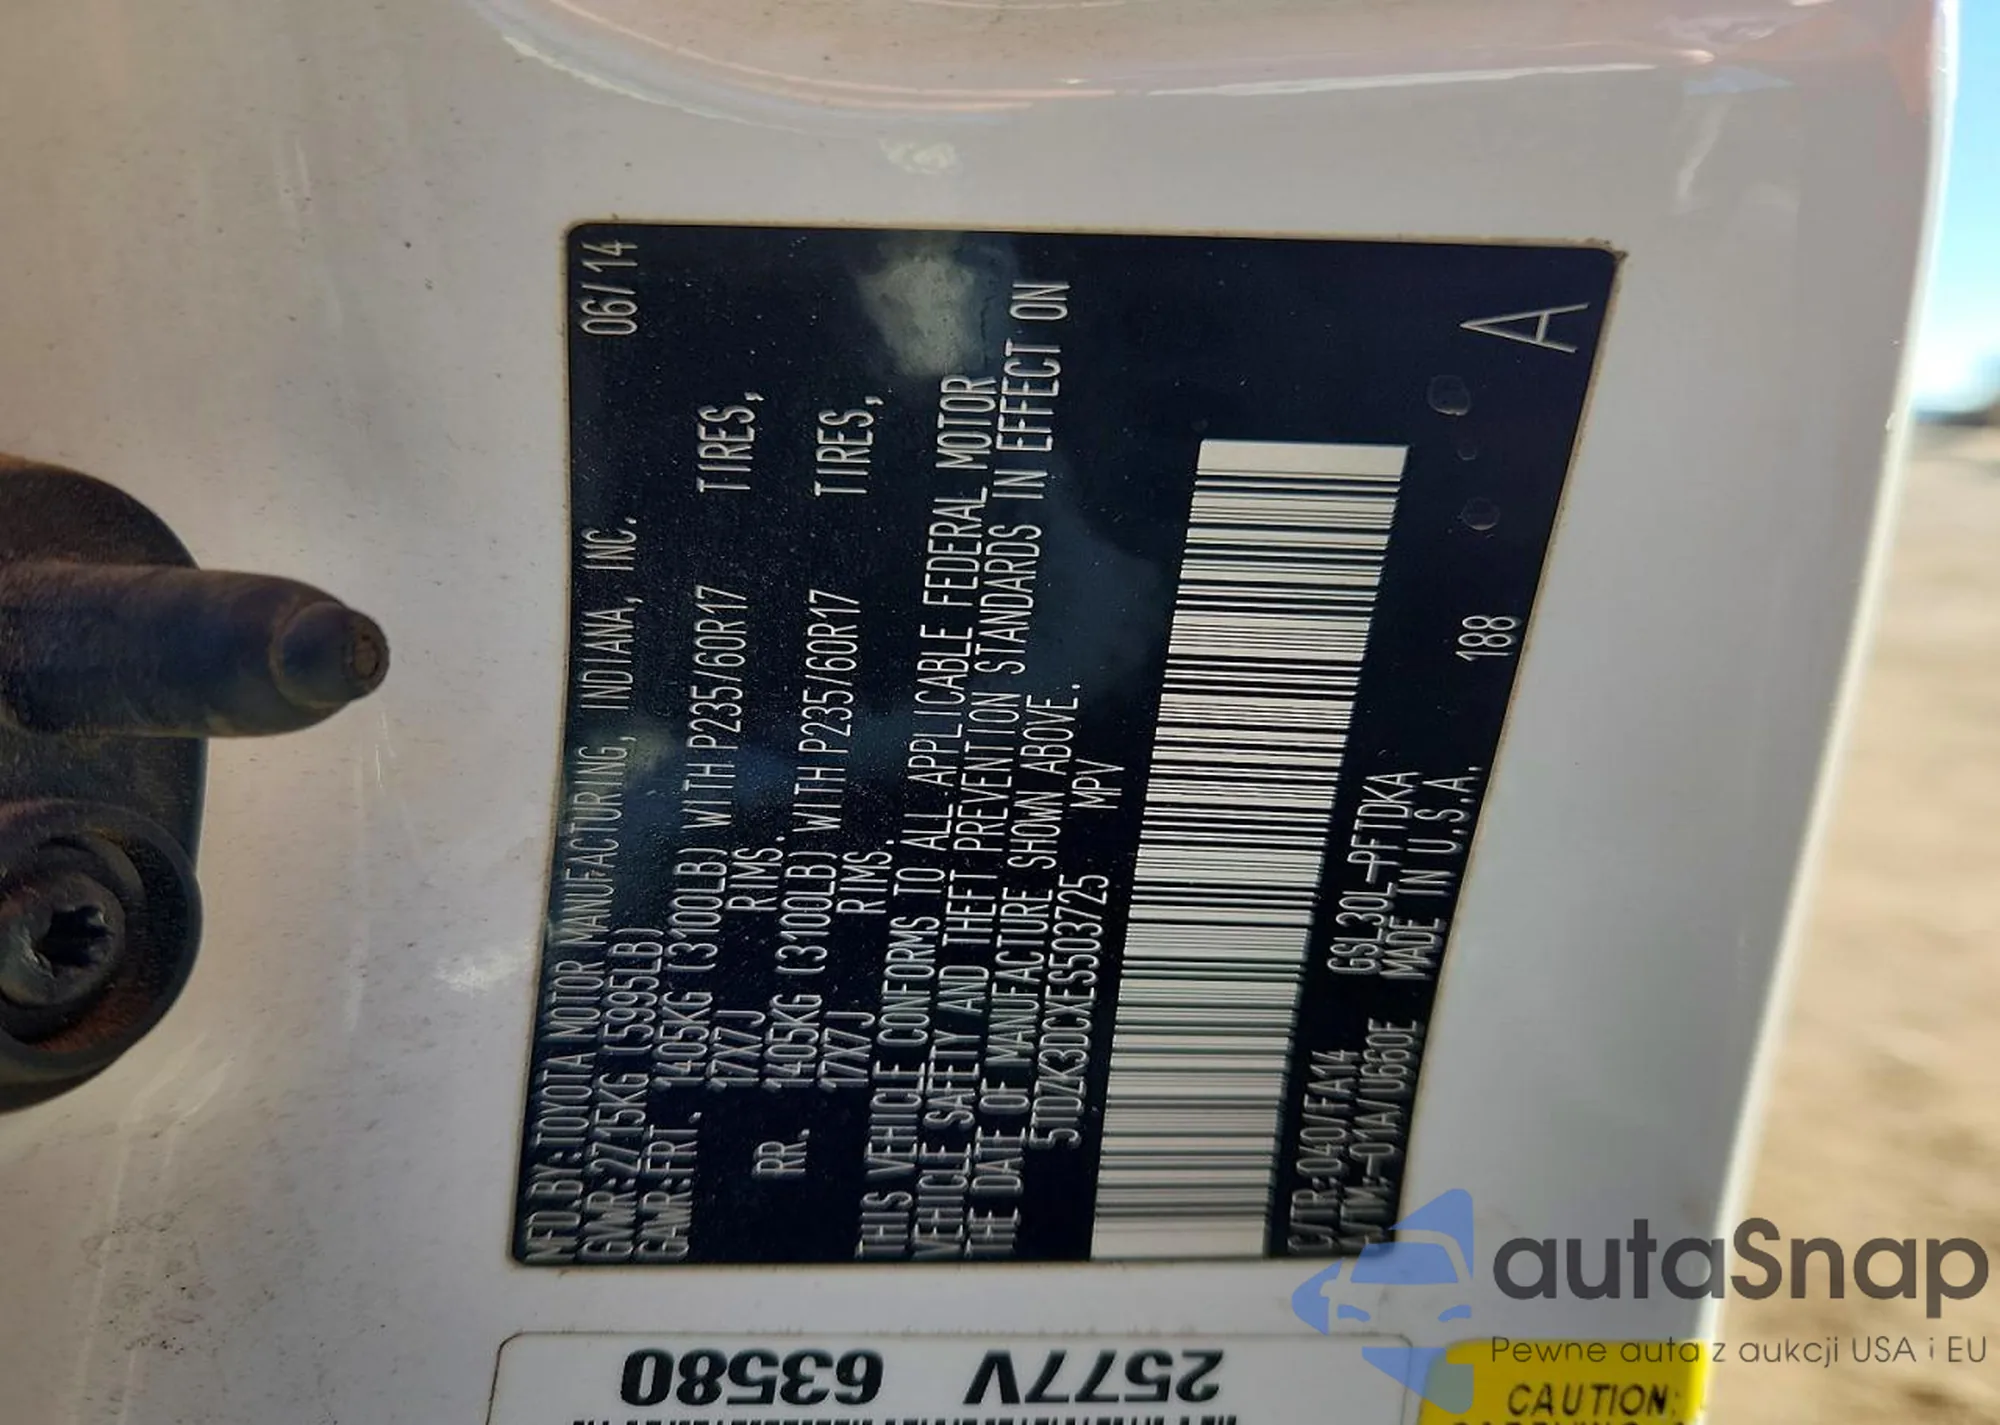 MFD.BY:TOYOTA MOTOR MANUFACTURING, INDIANA, INC. 06/14
GVWR:2715KG (5995LB)
GAWR:FRT. 1405KG (3100LB) WITH P235/60R17 TIRES,
17X7J RIMS.
RR. 1405KG (3100LB) WITH P235/60R17 TIRES,
17X7J RIMS.
THIS VEHICLE CONFORMS TO ALL APPLICABLE FEDERAL MOTOR
VEHICLE SAFETY AND THEFT PREVENTION STANDARDS IN EFFECT ON
THE DATE OF MANUFACTURE SHOWN ABOVE.
5TDZK3DCXES503725 MPV
C/TR:040/FA14 GSL30L-PFTDKA 188
A/TM:-01A/U660E MADE IN U.S.A.
A
2577V 63580
CAUTION:
autaSnap
Pewne auta z aukcji USA i EU